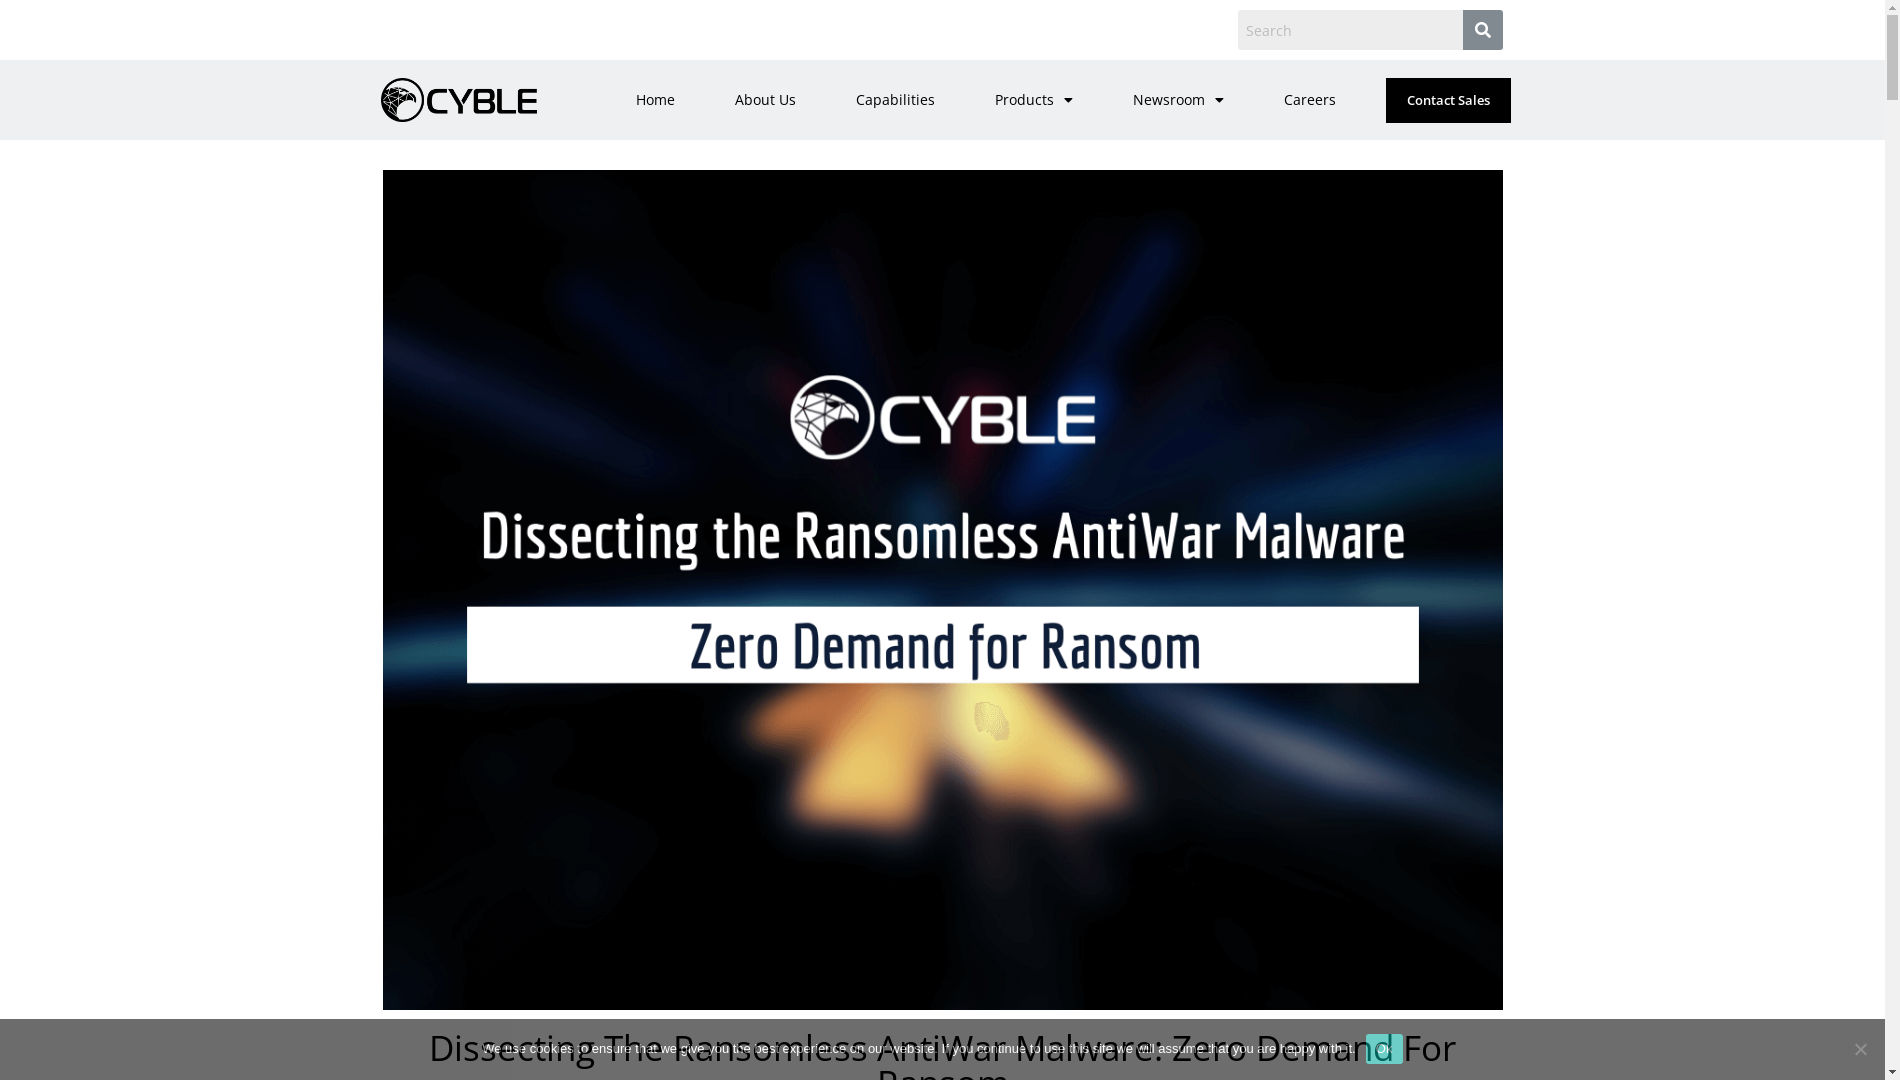 Search
CYBLE
Home
About Us
Capabilities
Products
Newsroom
Careers
Contact Sales
CYBLE
Dissecting the Ransomless AntiWar Malware
Zero Demand for Ransom
Dissecting The Ransomless AntiWar Malware: Zero Demand For
Ransom
We use cookies to ensure that we give you the best experience on our website. If you continue to use this site we will assume that you are happy with it.
Ok